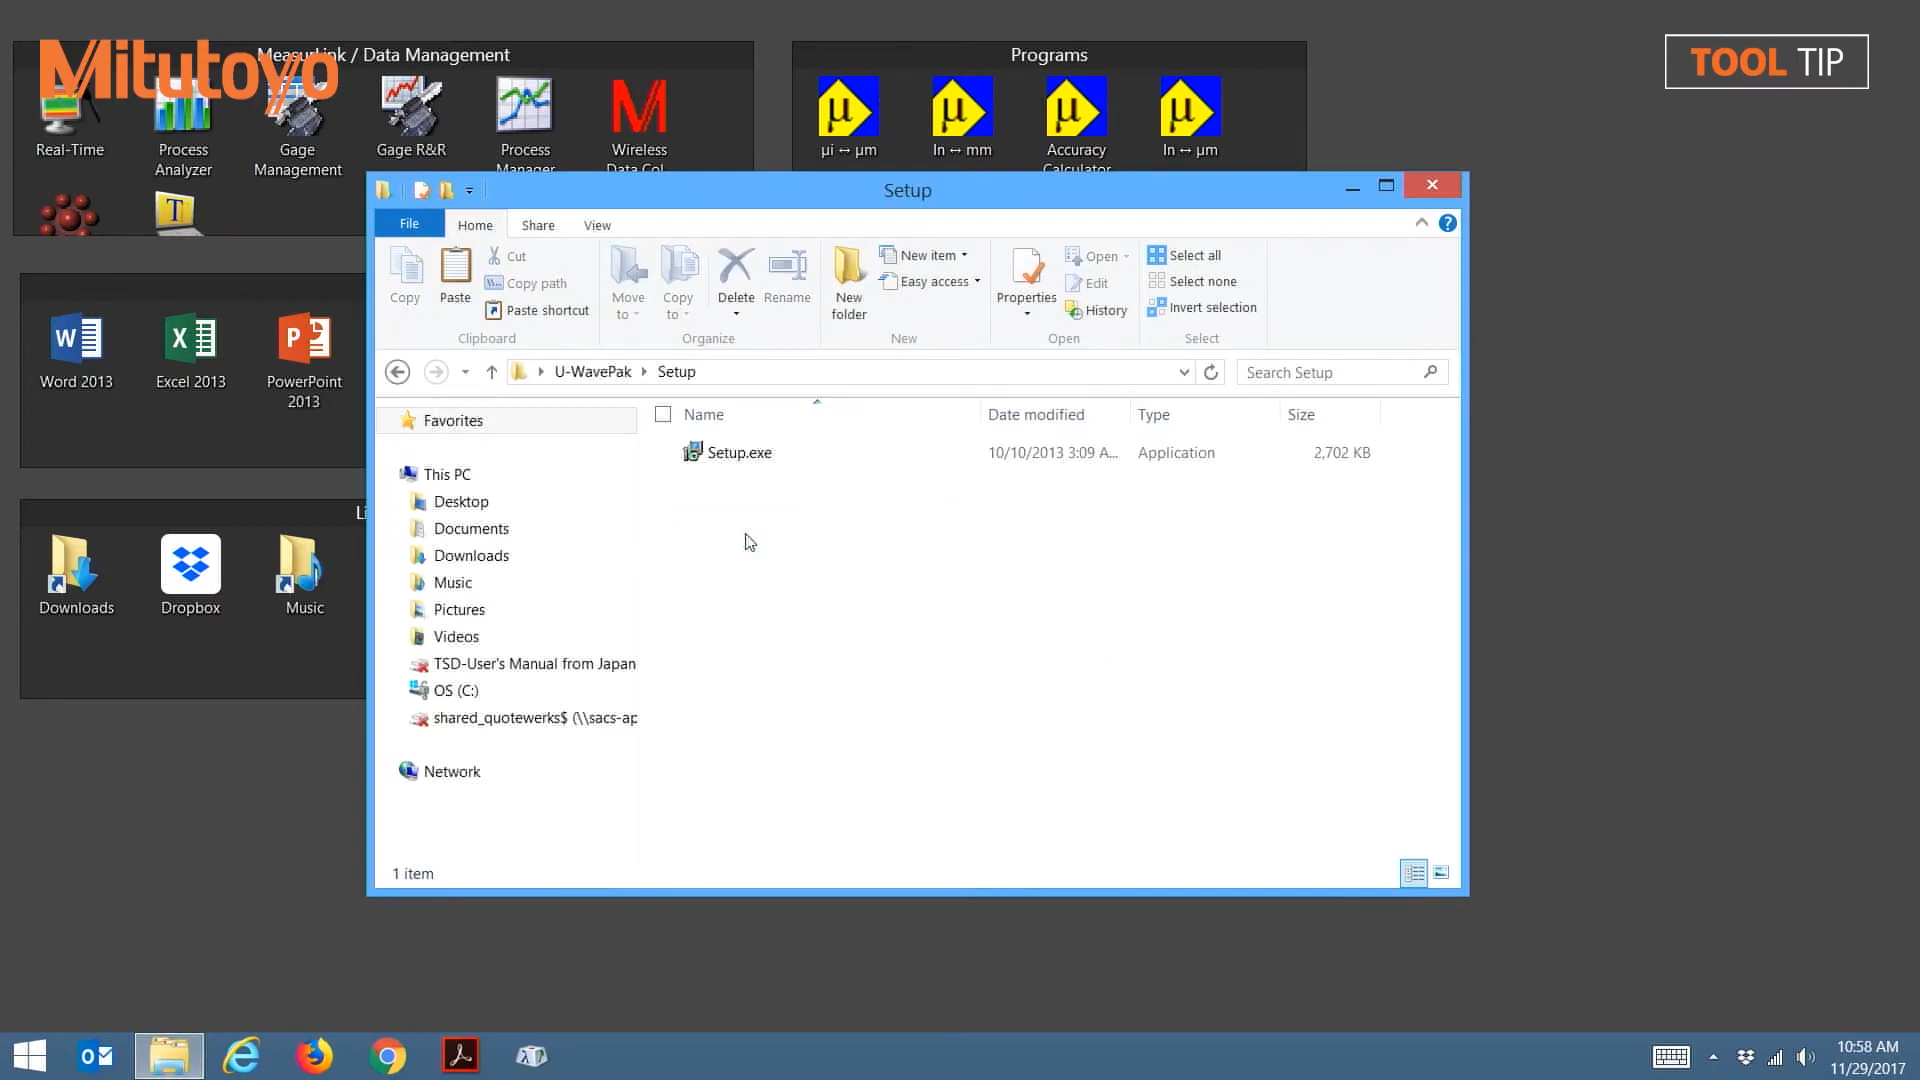 Mitutoyo
TOOL TIP
MeasurLink / Data Management
Real-Time
Process
Analyzer
Gage
Management
Gage R&R
Process
Manager
Wireless
Data Col...
Programs
µi ↔ µm
In ↔ mm
Accuracy
Calculator
In ↔ µm
Word 2013
Excel 2013
PowerPoint
2013
Downloads
Dropbox
Music
Setup
File
Home
Share
View
Copy
Paste
Cut
Copy path
Paste shortcut
Clipboard
Move
to
Copy
to
Delete
Rename
Organize
New
folder
New item
Easy access
New
Properties
Open
Edit
History
Open
Select all
Select none
Invert selection
Select
U-WavePak
Setup
Search Setup
Name
Date modified
Type
Size
Setup.exe
10/10/2013 3:09 A...
Application
2,702 KB
Favorites
This PC
Desktop
Documents
Downloads
Music
Pictures
Videos
TSD-User's Manual from Japan
OS (C:)
shared_quotewerks$ (\\sacs-ap
Network
1 item
10:58 AM
11/29/2017